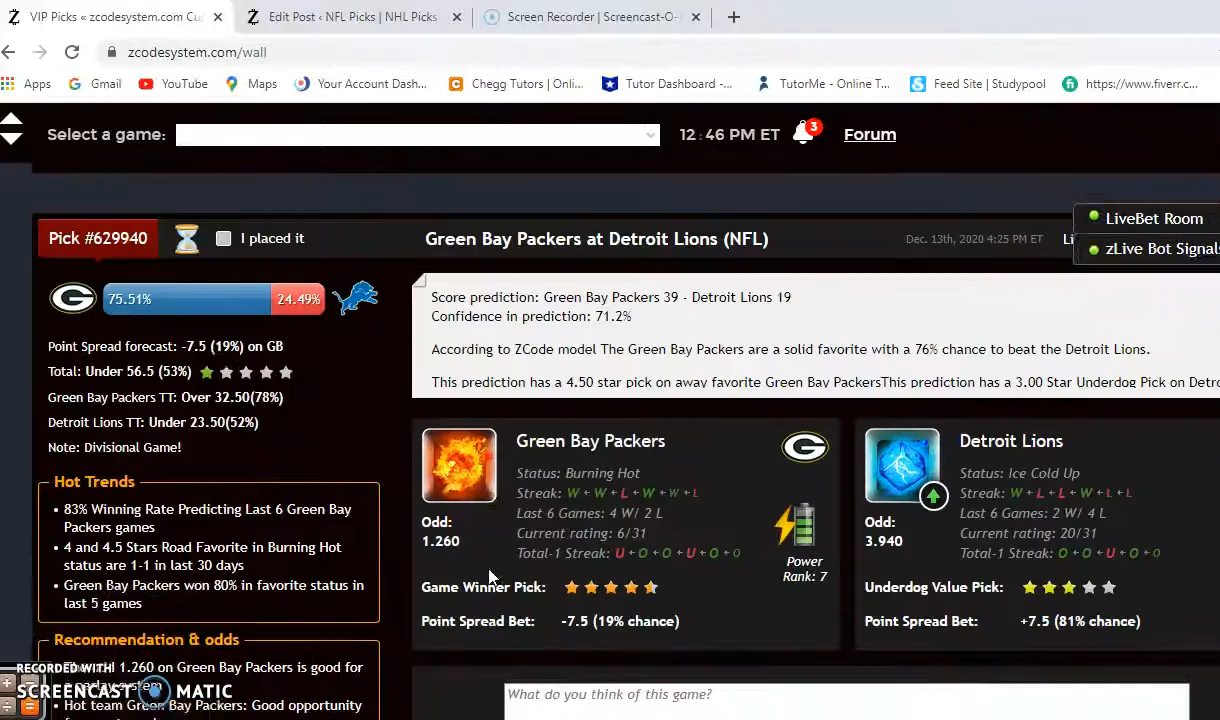 VIP Picks « zcodesystem.com Cu
Edit Post ‹ NFL Picks | NHL Picks
Screen Recorder | Screencast-O-
zcodesystem.com/wall
Apps
Gmail
YouTube
Maps
Your Account Dash...
Chegg Tutors | Onli...
Tutor Dashboard -...
TutorMe - Online T...
Feed Site | Studypool
https://www.fiverr.c...
Select a game:
12:46 PM ET
3
Forum
LiveBet Room
zLive Bot Signals
Pick #629940
I placed it
Green Bay Packers at Detroit Lions (NFL)
Dec. 13th, 2020 4:25 PM ET
Li
75.51%
24.49%
Point Spread forecast: -7.5 (19%) on GB
Total: Under 56.5 (53%)
Green Bay Packers TT: Over 32.50(78%)
Detroit Lions TT: Under 23.50(52%)
Note: Divisional Game!
Hot Trends
• 83% Winning Rate Predicting Last 6 Green Bay
Packers games
• 4 and 4.5 Stars Road Favorite in Burning Hot
status are 1-1 in last 30 days
• Green Bay Packers won 80% in favorite status in
last 5 games
Recommendation & odds
1.260 on Green Bay Packers is good for
• Hot team Green Bay Packers: Good opportunity
RECORDED WITH
SCREENCAST MATIC
Score prediction: Green Bay Packers 39 - Detroit Lions 19
Confidence in prediction: 71.2%
According to ZCode model The Green Bay Packers are a solid favorite with a 76% chance to beat the Detroit Lions.
This prediction has a 4.50 star pick on away favorite Green Bay PackersThis prediction has a 3.00 Star Underdog Pick on Detro
Green Bay Packers
Status: Burning Hot
Streak: W + W + L + W + W + L
Last 6 Games: 4 W/ 2 L
Current rating: 6/31
Total-1 Streak: U + O + O + U + O + O
Odd:
1.260
Power
Rank: 7
Game Winner Pick:
Point Spread Bet: -7.5 (19% chance)
Detroit Lions
Status: Ice Cold Up
Streak: W + L + L + W + L + L
Last 6 Games: 2 W/ 4 L
Current rating: 20/31
Total-1 Streak: O + O + U + O + O + O
Odd:
3.940
Underdog Value Pick:
Point Spread Bet: +7.5 (81% chance)
What do you think of this game?